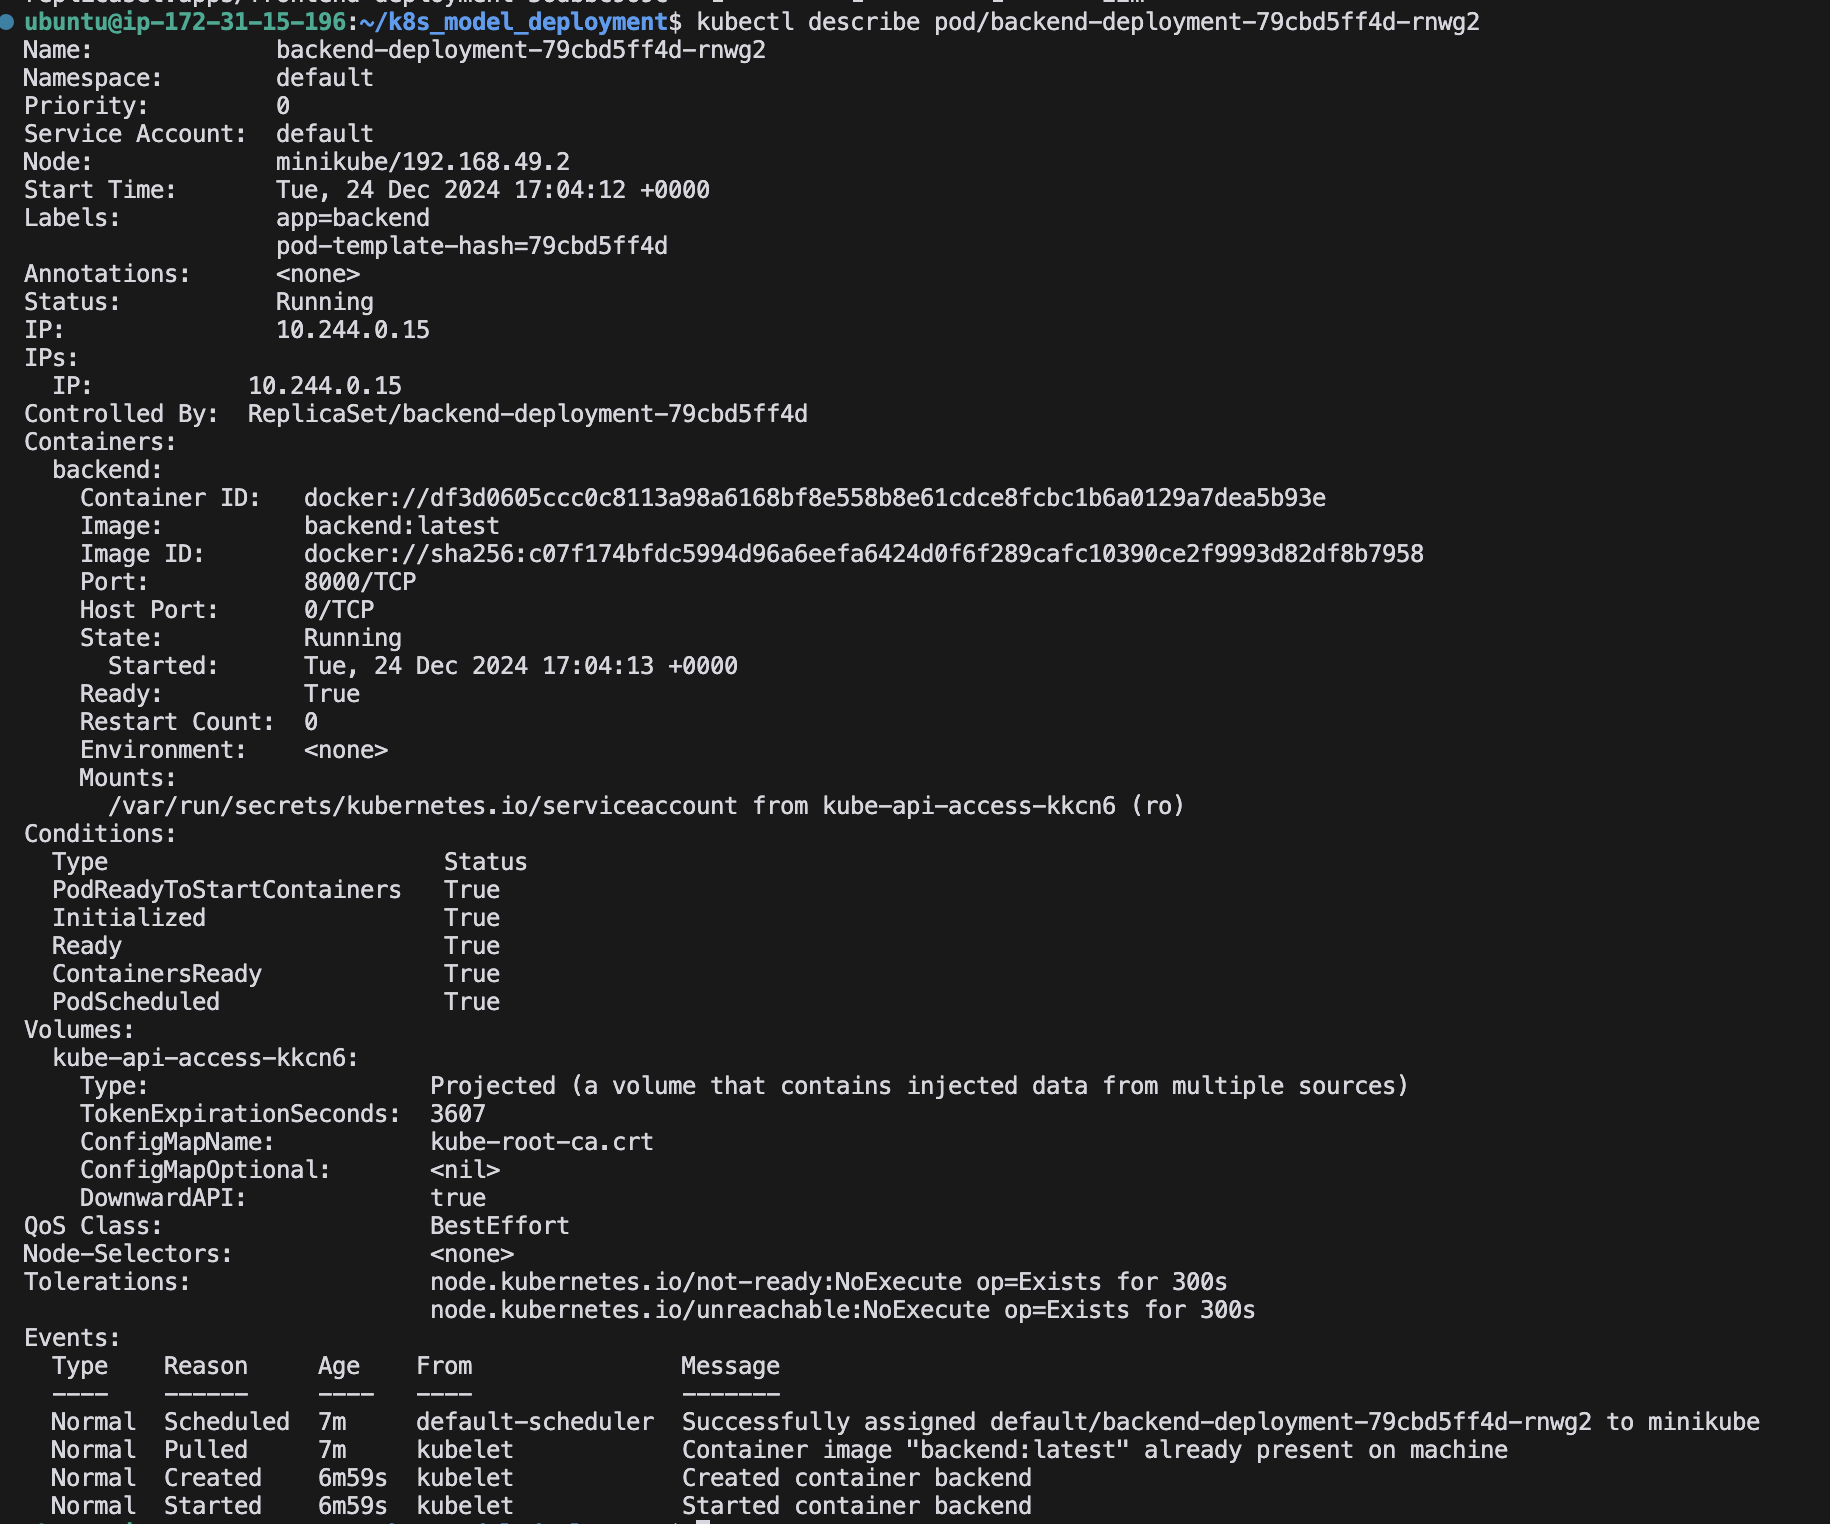 ubuntu@ip-172-31-15-196:~/k8s_model_deployment$ kubectl describe pod/backend-deployment-79cbd5ff4d-rnwg2
Name:             backend-deployment-79cbd5ff4d-rnwg2
Namespace:        default
Priority:         0
Service Account:  default
Node:             minikube/192.168.49.2
Start Time:       Tue, 24 Dec 2024 17:04:12 +0000
Labels:           app=backend
                  pod-template-hash=79cbd5ff4d
Annotations:      <none>
Status:           Running
IP:               10.244.0.15
IPs:
  IP:           10.244.0.15
Controlled By:  ReplicaSet/backend-deployment-79cbd5ff4d
Containers:
  backend:
    Container ID:   docker://df3d0605ccc0c8113a98a6168bf8e558b8e61cdce8fcbc1b6a0129a7dea5b93e
    Image:          backend:latest
    Image ID:       docker://sha256:c07f174bfdc5994d96a6eefa6424d0f6f289cafc10390ce2f9993d82df8b7958
    Port:           8000/TCP
    Host Port:      0/TCP
    State:          Running
      Started:      Tue, 24 Dec 2024 17:04:13 +0000
    Ready:          True
    Restart Count:  0
    Environment:    <none>
    Mounts:
      /var/run/secrets/kubernetes.io/serviceaccount from kube-api-access-kkcn6 (ro)
Conditions:
  Type                        Status
  PodReadyToStartContainers   True
  Initialized                 True
  Ready                       True
  ContainersReady             True
  PodScheduled                True
Volumes:
  kube-api-access-kkcn6:
    Type:                    Projected (a volume that contains injected data from multiple sources)
    TokenExpirationSeconds:  3607
    ConfigMapName:           kube-root-ca.crt
    ConfigMapOptional:       <nil>
    DownwardAPI:             true
QoS Class:                   BestEffort
Node-Selectors:              <none>
Tolerations:                 node.kubernetes.io/not-ready:NoExecute op=Exists for 300s
                             node.kubernetes.io/unreachable:NoExecute op=Exists for 300s
Events:
  Type    Reason     Age    From               Message
  ----    ------     ----   ----               -------
  Normal  Scheduled  7m     default-scheduler  Successfully assigned default/backend-deployment-79cbd5ff4d-rnwg2 to minikube
  Normal  Pulled     7m     kubelet            Container image "backend:latest" already present on machine
  Normal  Created    6m59s  kubelet            Created container backend
  Normal  Started    6m59s  kubelet            Started container backend